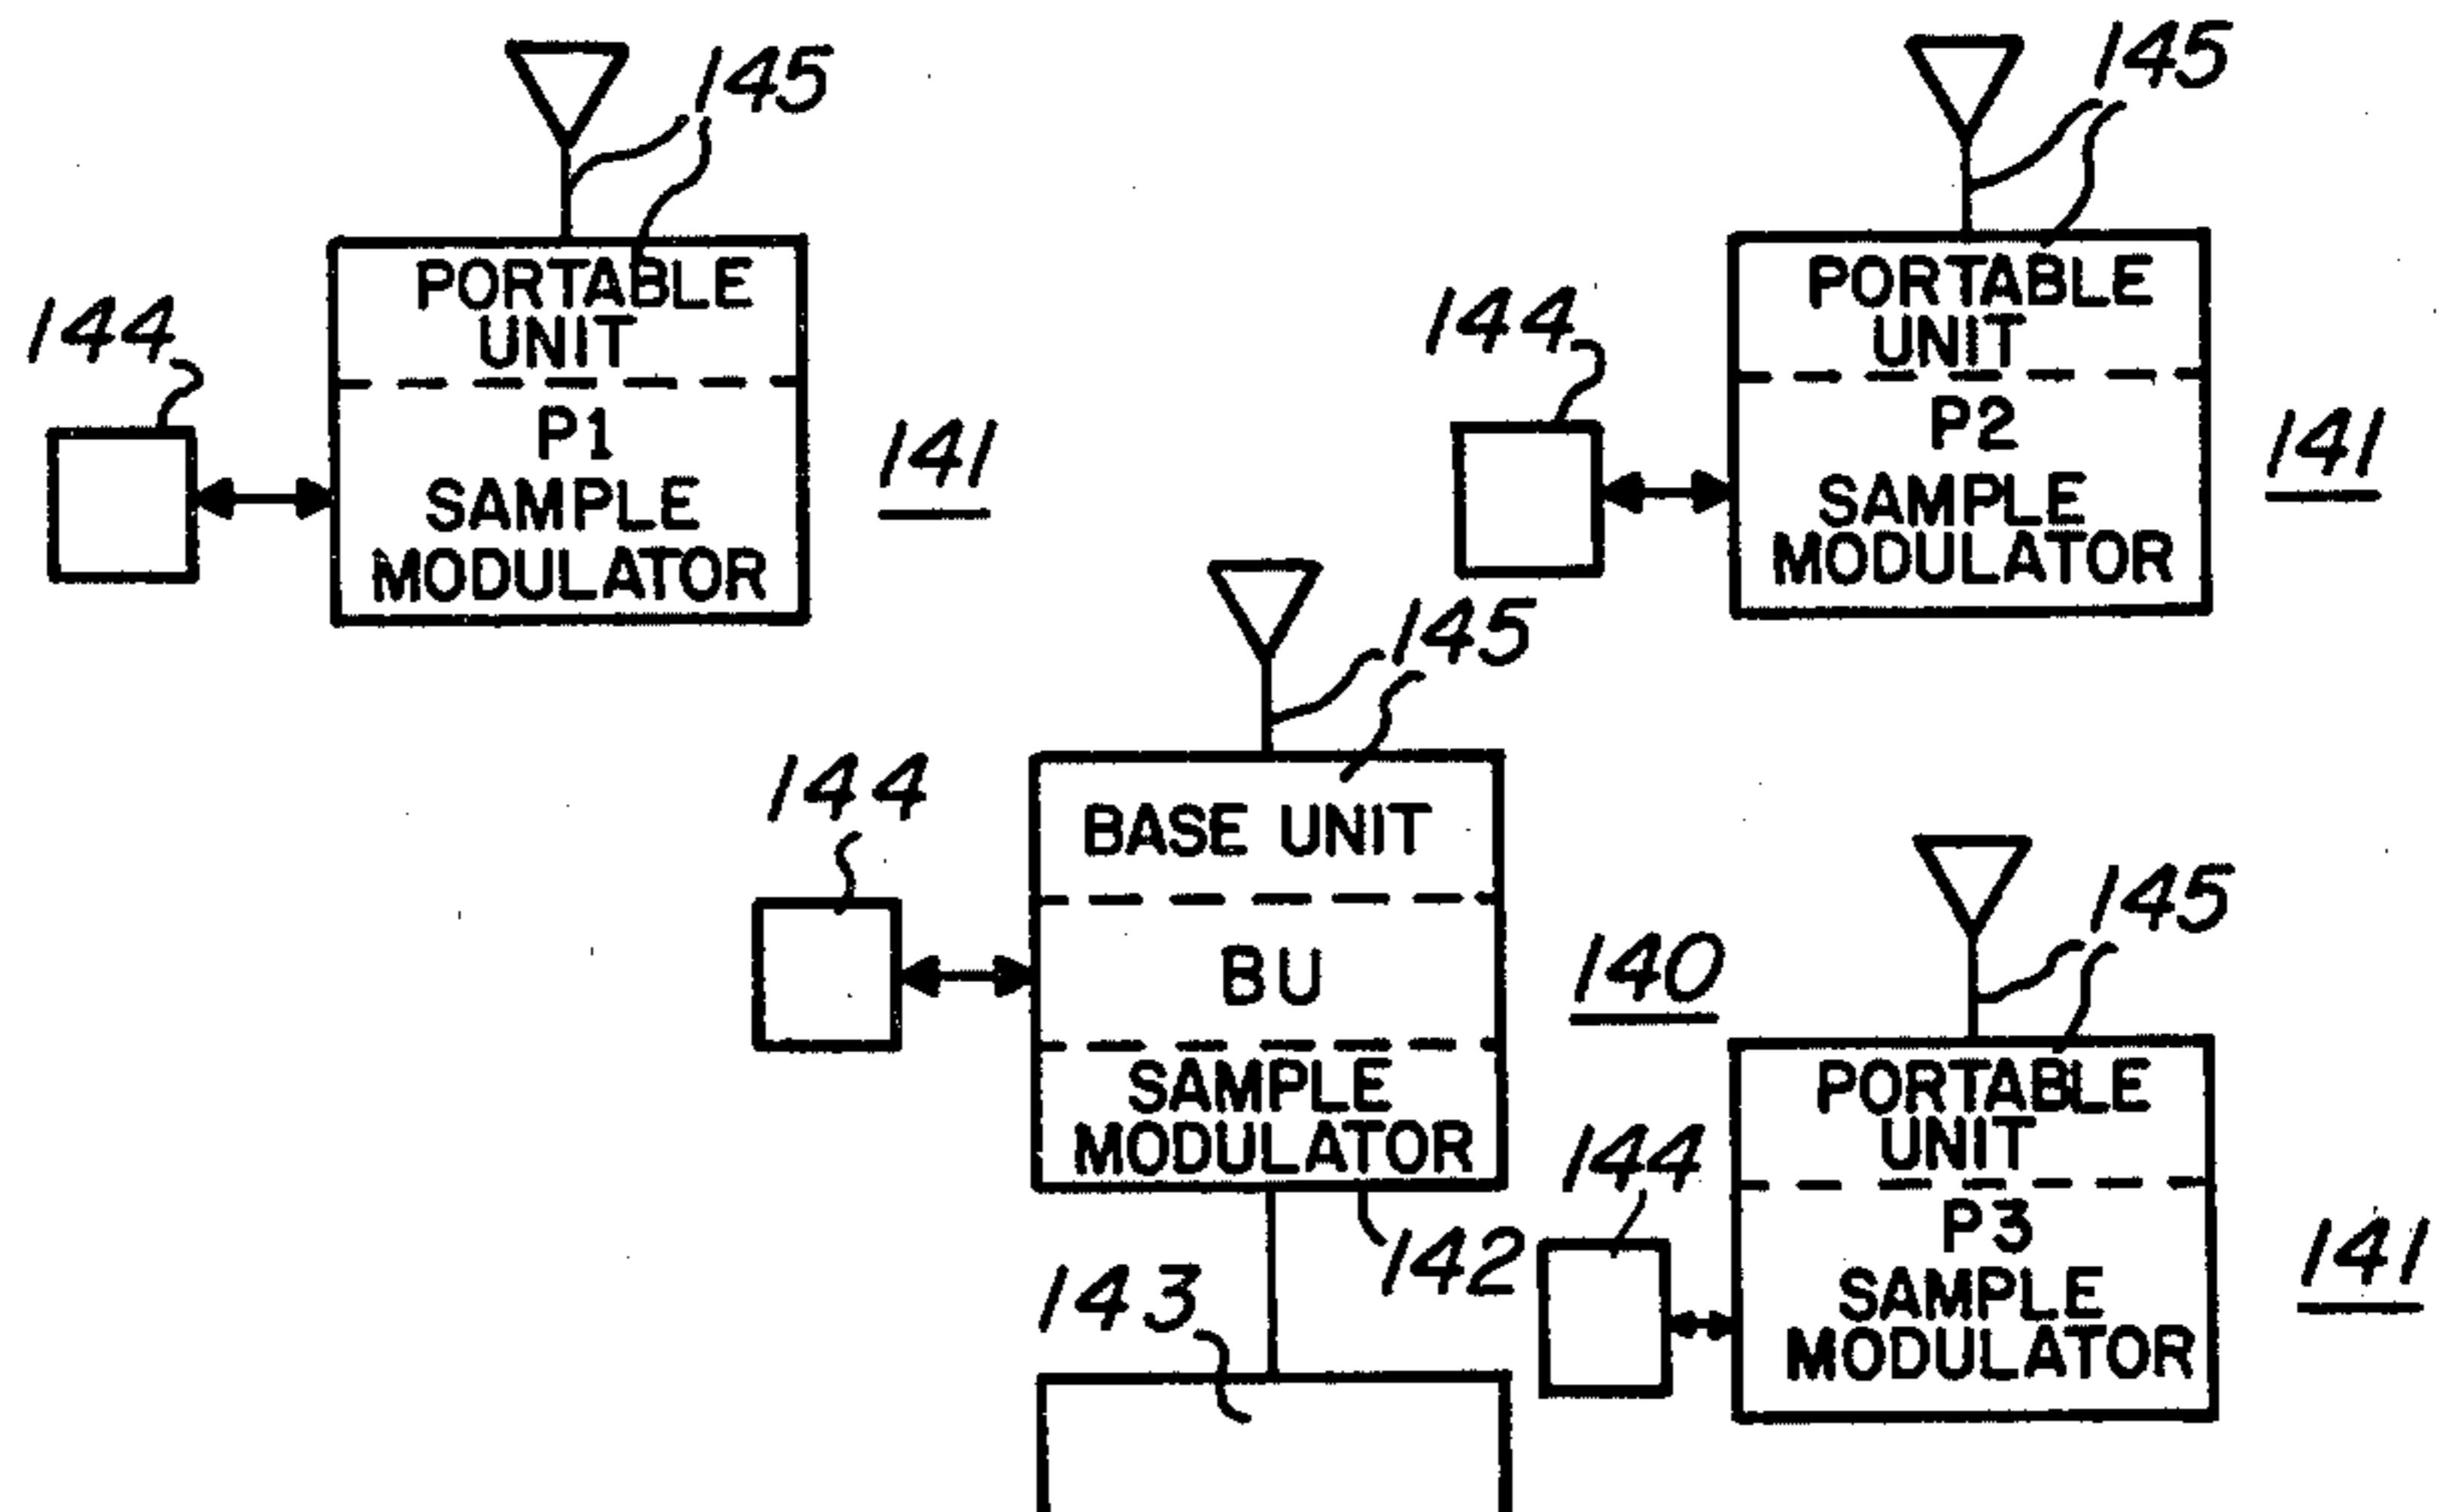 145
PORTABLE
UNIT
144
P1
SAMPLE
MODULATOR
141
145
PORTABLE
UNIT
144
P2
SAMPLE
MODULATOR
141
145
144
BASE UNIT
BU
140
SAMPLE
MODULATOR
142
143
145
PORTABLE
UNIT
144
P3
SAMPLE
MODULATOR
141